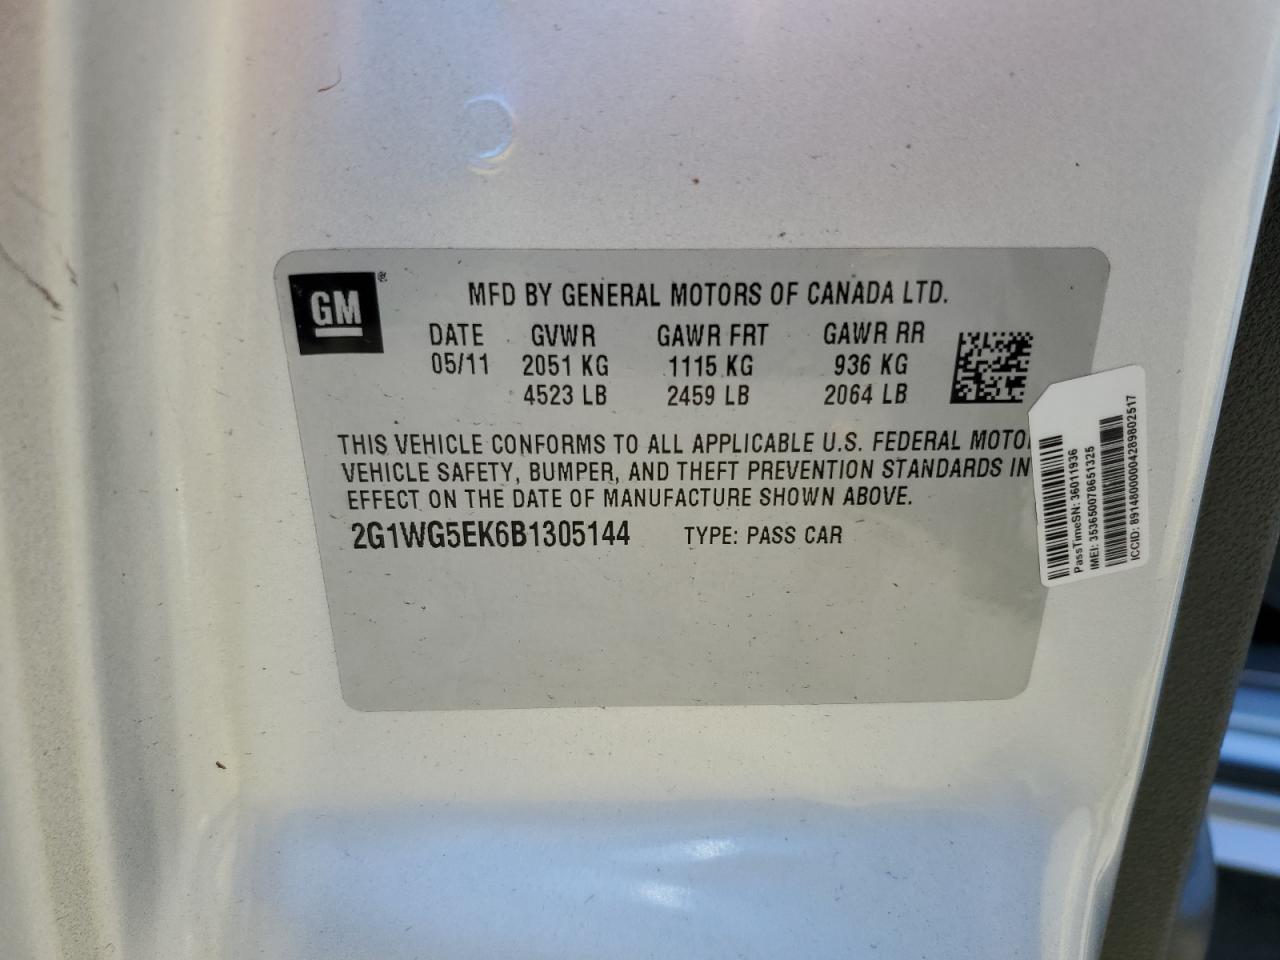 GM ®
MFD BY GENERAL MOTORS OF CANADA LTD.
DATE GVWR GAWR FRT GAWR RR
05/11 2051 KG 1115 KG 936 KG
4523 LB 2459 LB 2064 LB
THIS VEHICLE CONFORMS TO ALL APPLICABLE U.S. FEDERAL MOTO
VEHICLE SAFETY, BUMPER, AND THEFT PREVENTION STANDARDS IN
EFFECT ON THE DATE OF MANUFACTURE SHOWN ABOVE.
2G1WG5EK6B1305144 TYPE: PASS CAR
PassTimeSN: 36011936
IMEI: 353650078651325
ICCID: 89148000004289802517